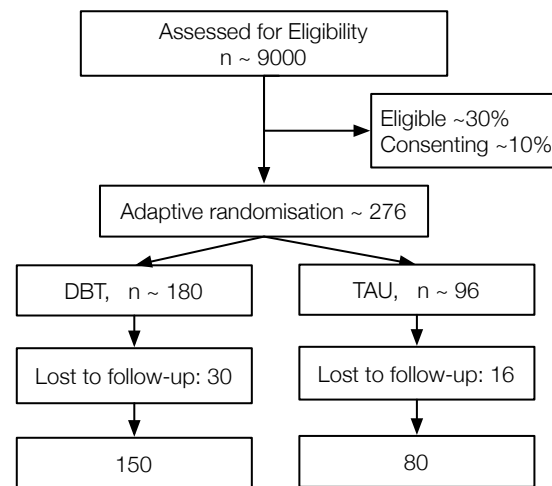 Assessed for Eligibility
n ~ 9000
Eligible ~30%
Consenting ~10%
Adaptive randomisation ~ 276
DBT, n ~ 180
TAU, n ~ 96
Lost to follow-up: 30
Lost to follow-up: 16
150
80